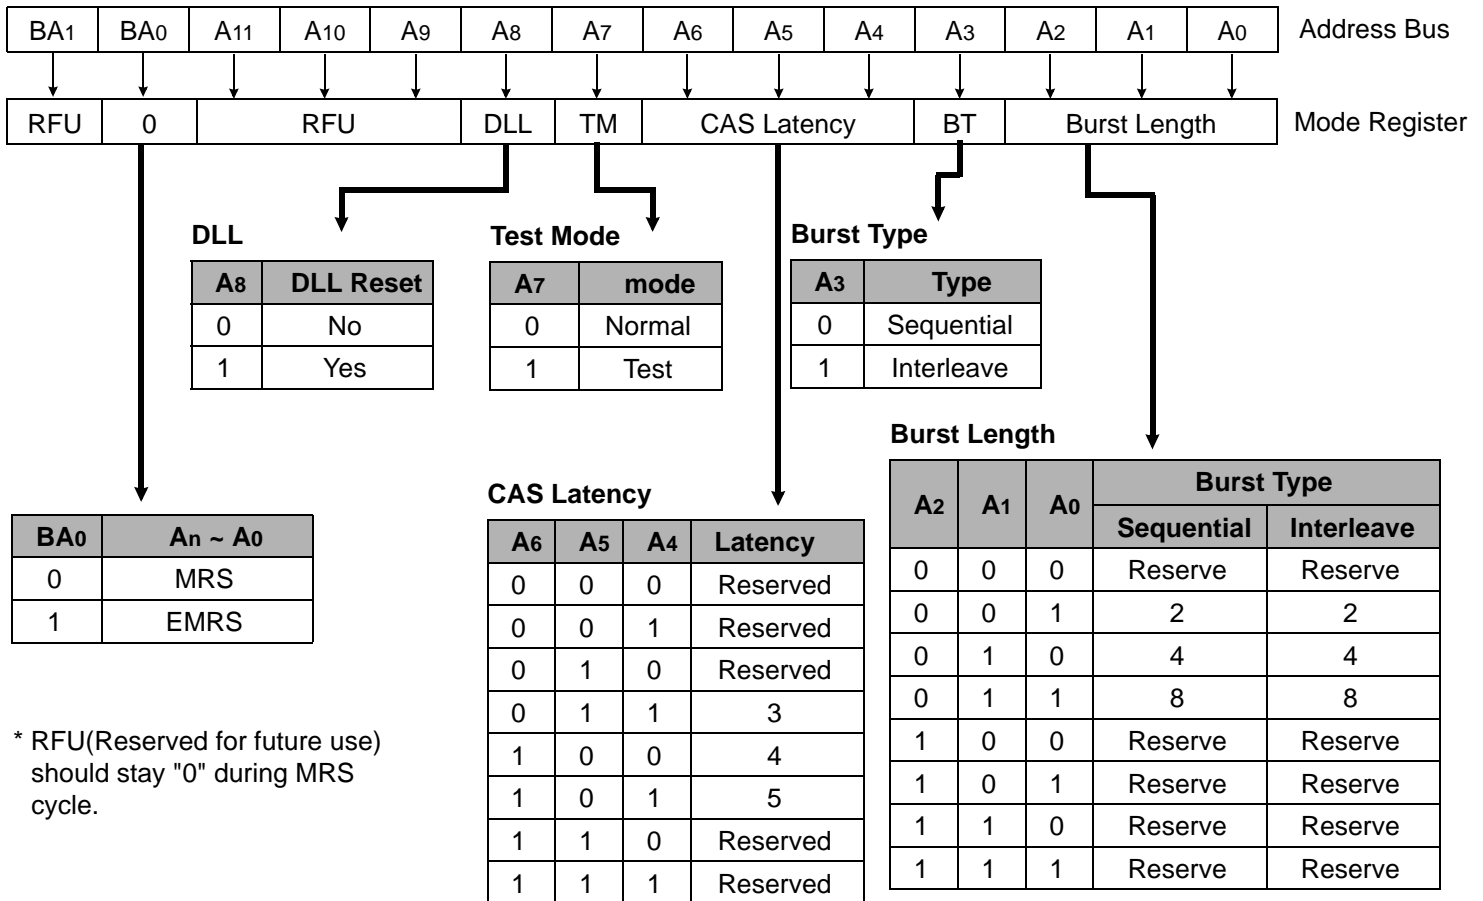 BA1 BA0 A11 A10 A9 A8 A7 A6 A5 A4 A3 A2 A1 A0 Address Bus
RFU 0 RFU DLL TM CAS Latency BT Burst Length Mode Register
DLL
A8 DLL Reset
0 No
1 Yes
Test Mode
A7 mode
0 Normal
1 Test
Burst Type
A3 Type
0 Sequential
1 Interleave
BA0 An ~ A0
0 MRS
1 EMRS
* RFU(Reserved for future use)
should stay "0" during MRS
cycle.
CAS Latency
A6 A5 A4 Latency
0 0 0 Reserved
0 0 1 Reserved
0 1 0 Reserved
0 1 1 3
1 0 0 4
1 0 1 5
1 1 0 Reserved
1 1 1 Reserved
Burst Length
A2 A1 A0 Burst Type
Sequential Interleave
0 0 0 Reserve Reserve
0 0 1 2 2
0 1 0 4 4
0 1 1 8 8
1 0 0 Reserve Reserve
1 0 1 Reserve Reserve
1 1 0 Reserve Reserve
1 1 1 Reserve Reserve